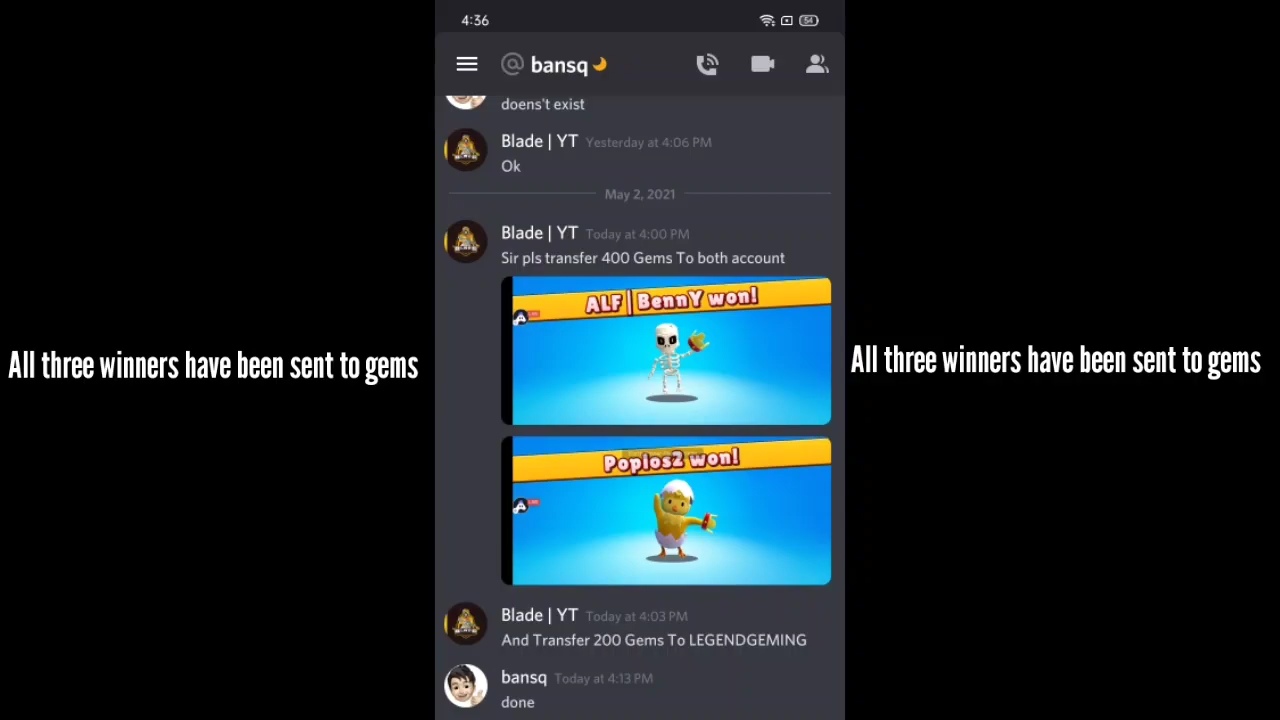 4:36
54
@ bansq
doens't exist
Blade | YT Yesterday at 4:06 PM
Ok
May 2, 2021
Blade | YT Today at 4:00 PM
Sir pls transfer 400 Gems To both account
ALF | BennY won!
Poplos2 won!
All three winners have been sent to gems
All three winners have been sent to gems
Blade | YT Today at 4:03 PM
And Transfer 200 Gems To LEGENDGEMING
bansq Today at 4:13 PM
done